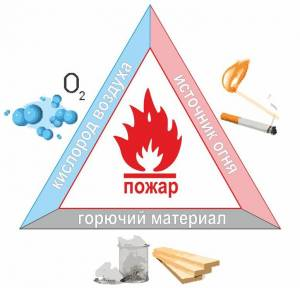 O2
кислород воздуха
источник огня
пожар
горючий материал